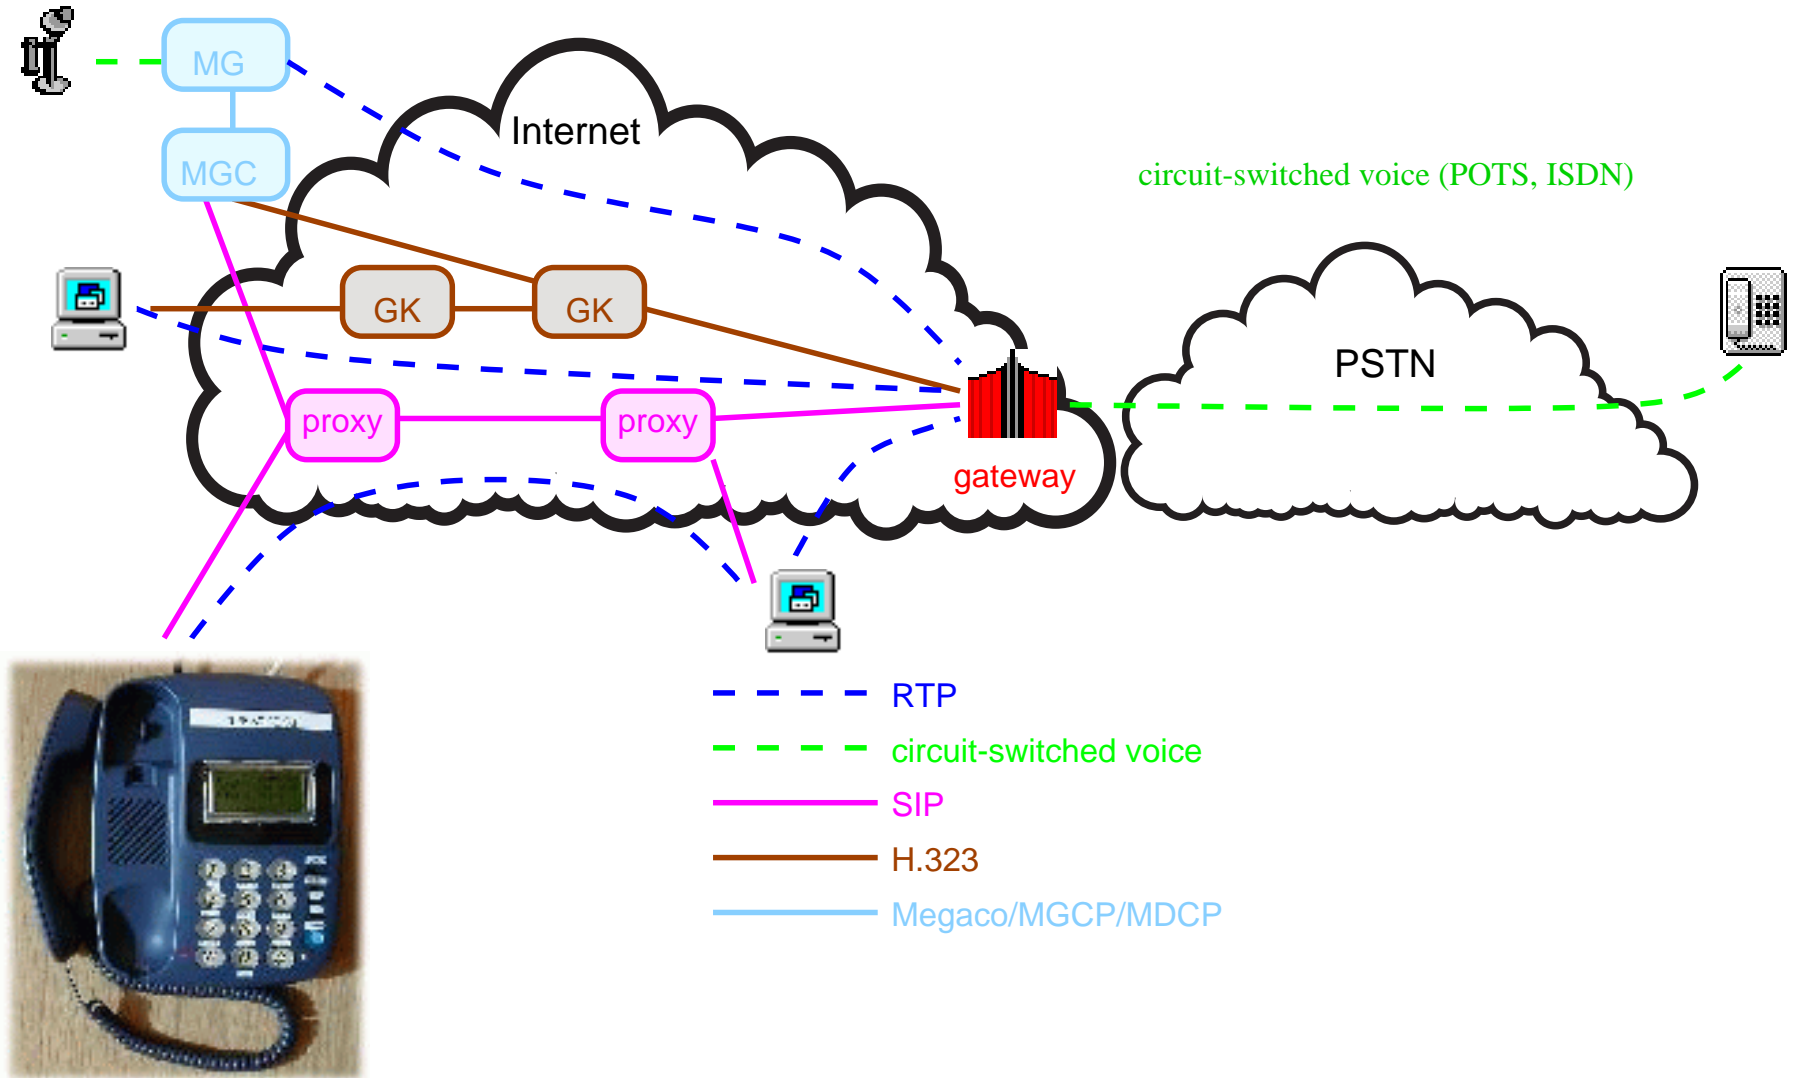 MG
Internet
MGC
circuit-switched voice (POTS, ISDN)
GK
GK
PSTN
proxy
proxy
gateway
RTP
circuit-switched voice
SIP
H.323
Megaco/MGCP/MDCP